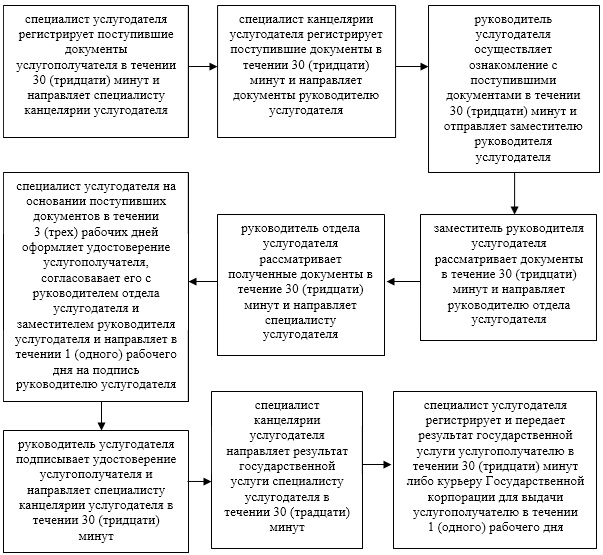 специалист услугодателя
регистрирует поступившие
документы
услугополучателя в течении
30 (тридцати) минут и
направляет специалисту
канцелярии услугодателя
специалист канцелярии
услугодателя регистрирует
поступившие документы в
течении 30 (тридцати)
минут и направляет
документы руководителю
услугодателя
руководитель
услугодателя
осуществляет
ознакомление с
поступившими
документами в течении
30 (тридцати) минут и
отправляет заместителю
руководителя
услугодателя
заместитель руководителя
услугодателя
рассматривает документы
в течение 30 (тридцати)
минут и направляет
руководителю отдела
услугодателя
руководитель отдела
услугодателя
рассматривает
полученные документы в
течение 30 (тридцати)
минут и направляет
специалисту
услугодателя
специалист услугодателя на
основании поступивших
документов в течении
3 (трех) рабочих дней
оформляет удостоверение
услугополучателя,
согласовавает его с
руководителем отдела
услугодателя и
заместителем руководителя
услугодателя и направляет в
течении 1 (одного) рабочего
дня на подпись
руководителю услугодателя
руководитель услугодателя
подписывает удостоверение
услугополучателя и
направляет специалисту
канцелярии услугодателя в
течении 30 (тридцати)
минут
специалист
канцелярии
услугодателя
направляет результат
государственной
услуги специалисту
услугодателя в
течении 30 (традцати)
минут
специалист услугодателя
регистрирует и передает
результат государственной
услуги услугополучателю в
течении 30 (тридцати) минут
либо курьеру Государственной
корпорации для выдачи
услугополучателю в течении
1 (одного) рабочего дня